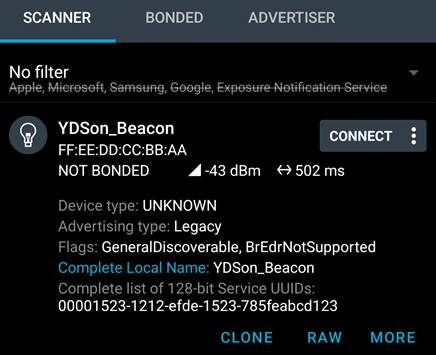 SCANNER BONDED ADVERTISER
No filter
Apple, Microsoft, Samsung, Google, Exposure Notification Service
YDSon_Beacon
CONNECT
FF:EE:DD:CC:BB:AA
NOT BONDED -43 dBm 502 ms
Device type: UNKNOWN
Advertising type: Legacy
Flags: GeneralDiscoverable, BrEdrNotSupported
Complete Local Name: YDSon_Beacon
Complete list of 128-bit Service UUIDs:
00001523-1212-efde-1523-785feabcd123
CLONE RAW MORE